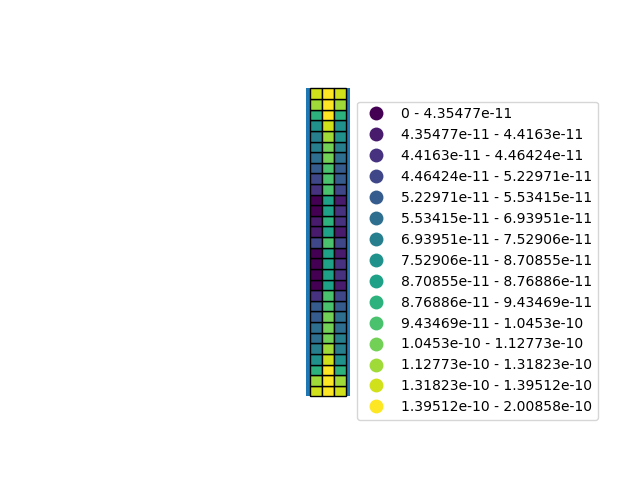 0 - 4.35477e-11
4.35477e-11 - 4.4163e-11
4.4163e-11 - 4.46424e-11
4.46424e-11 - 5.22971e-11
5.22971e-11 - 5.53415e-11
5.53415e-11 - 6.93951e-11
6.93951e-11 - 7.52906e-11
7.52906e-11 - 8.70855e-11
8.70855e-11 - 8.76886e-11
8.76886e-11 - 9.43469e-11
9.43469e-11 - 1.0453e-10
1.0453e-10 - 1.12773e-10
1.12773e-10 - 1.31823e-10
1.31823e-10 - 1.39512e-10
1.39512e-10 - 2.00858e-10